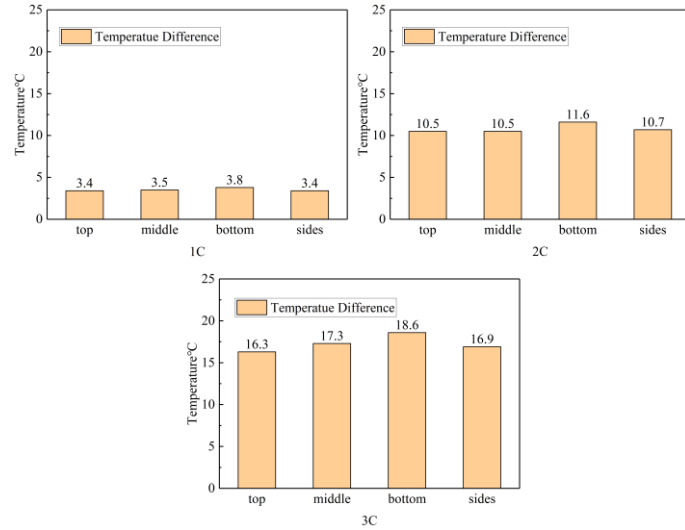 25
20
15
10
5
0
Temperature°C
Temperatue Difference
3.4
3.5
3.8
3.4
top
middle
bottom
sides
1C
25
20
15
10
5
0
Temperature°C
Temperature Difference
10.5
10.5
11.6
10.7
top
middle
bottom
sides
2C
25
20
15
10
5
0
Temperature°C
Temperatue Difference
16.3
17.3
18.6
16.9
top
middle
bottom
sides
3C